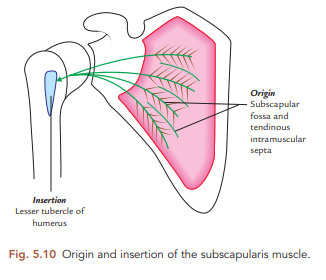 Origin
Subscapular
fossa and
tendinous
intramuscular
septa
Insertion
Lesser tubercle of
humerus
Fig. 5.10 Origin and insertion of the subscapularis muscle.